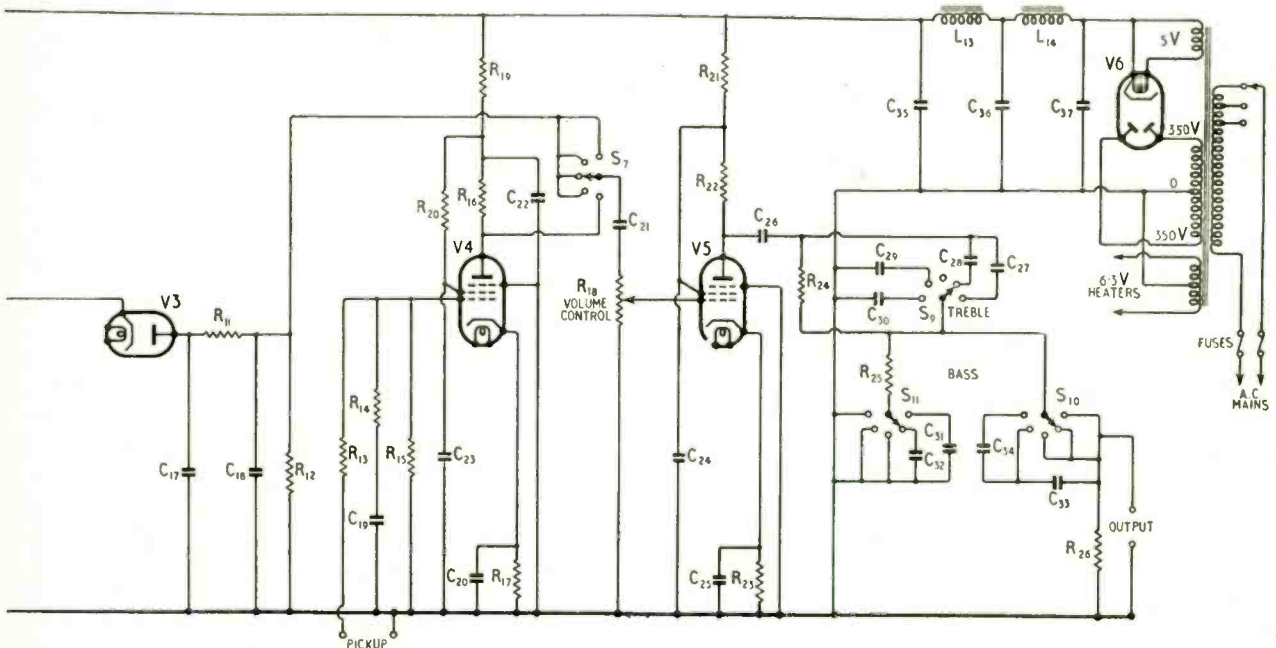 L13
L14
5V
V6
R19
R21
C35
C36
C37
350V
S7
R20
R16
C22
R22
0
C21
C26
V4
V5
350V
C29
C28
C27
R18
VOLUME
CONTROL
R24
6·3V
HEATERS
V3
C30
S9
TREBLE
R11
FUSES
R25
BASS
A.C
MAINS
S11
S10
R14
C31
R13
R15
C32
C34
C17
C18
R12
C23
C24
C33
C19
OUTPUT
R26
C20
R17
C25
R23
PICKUP